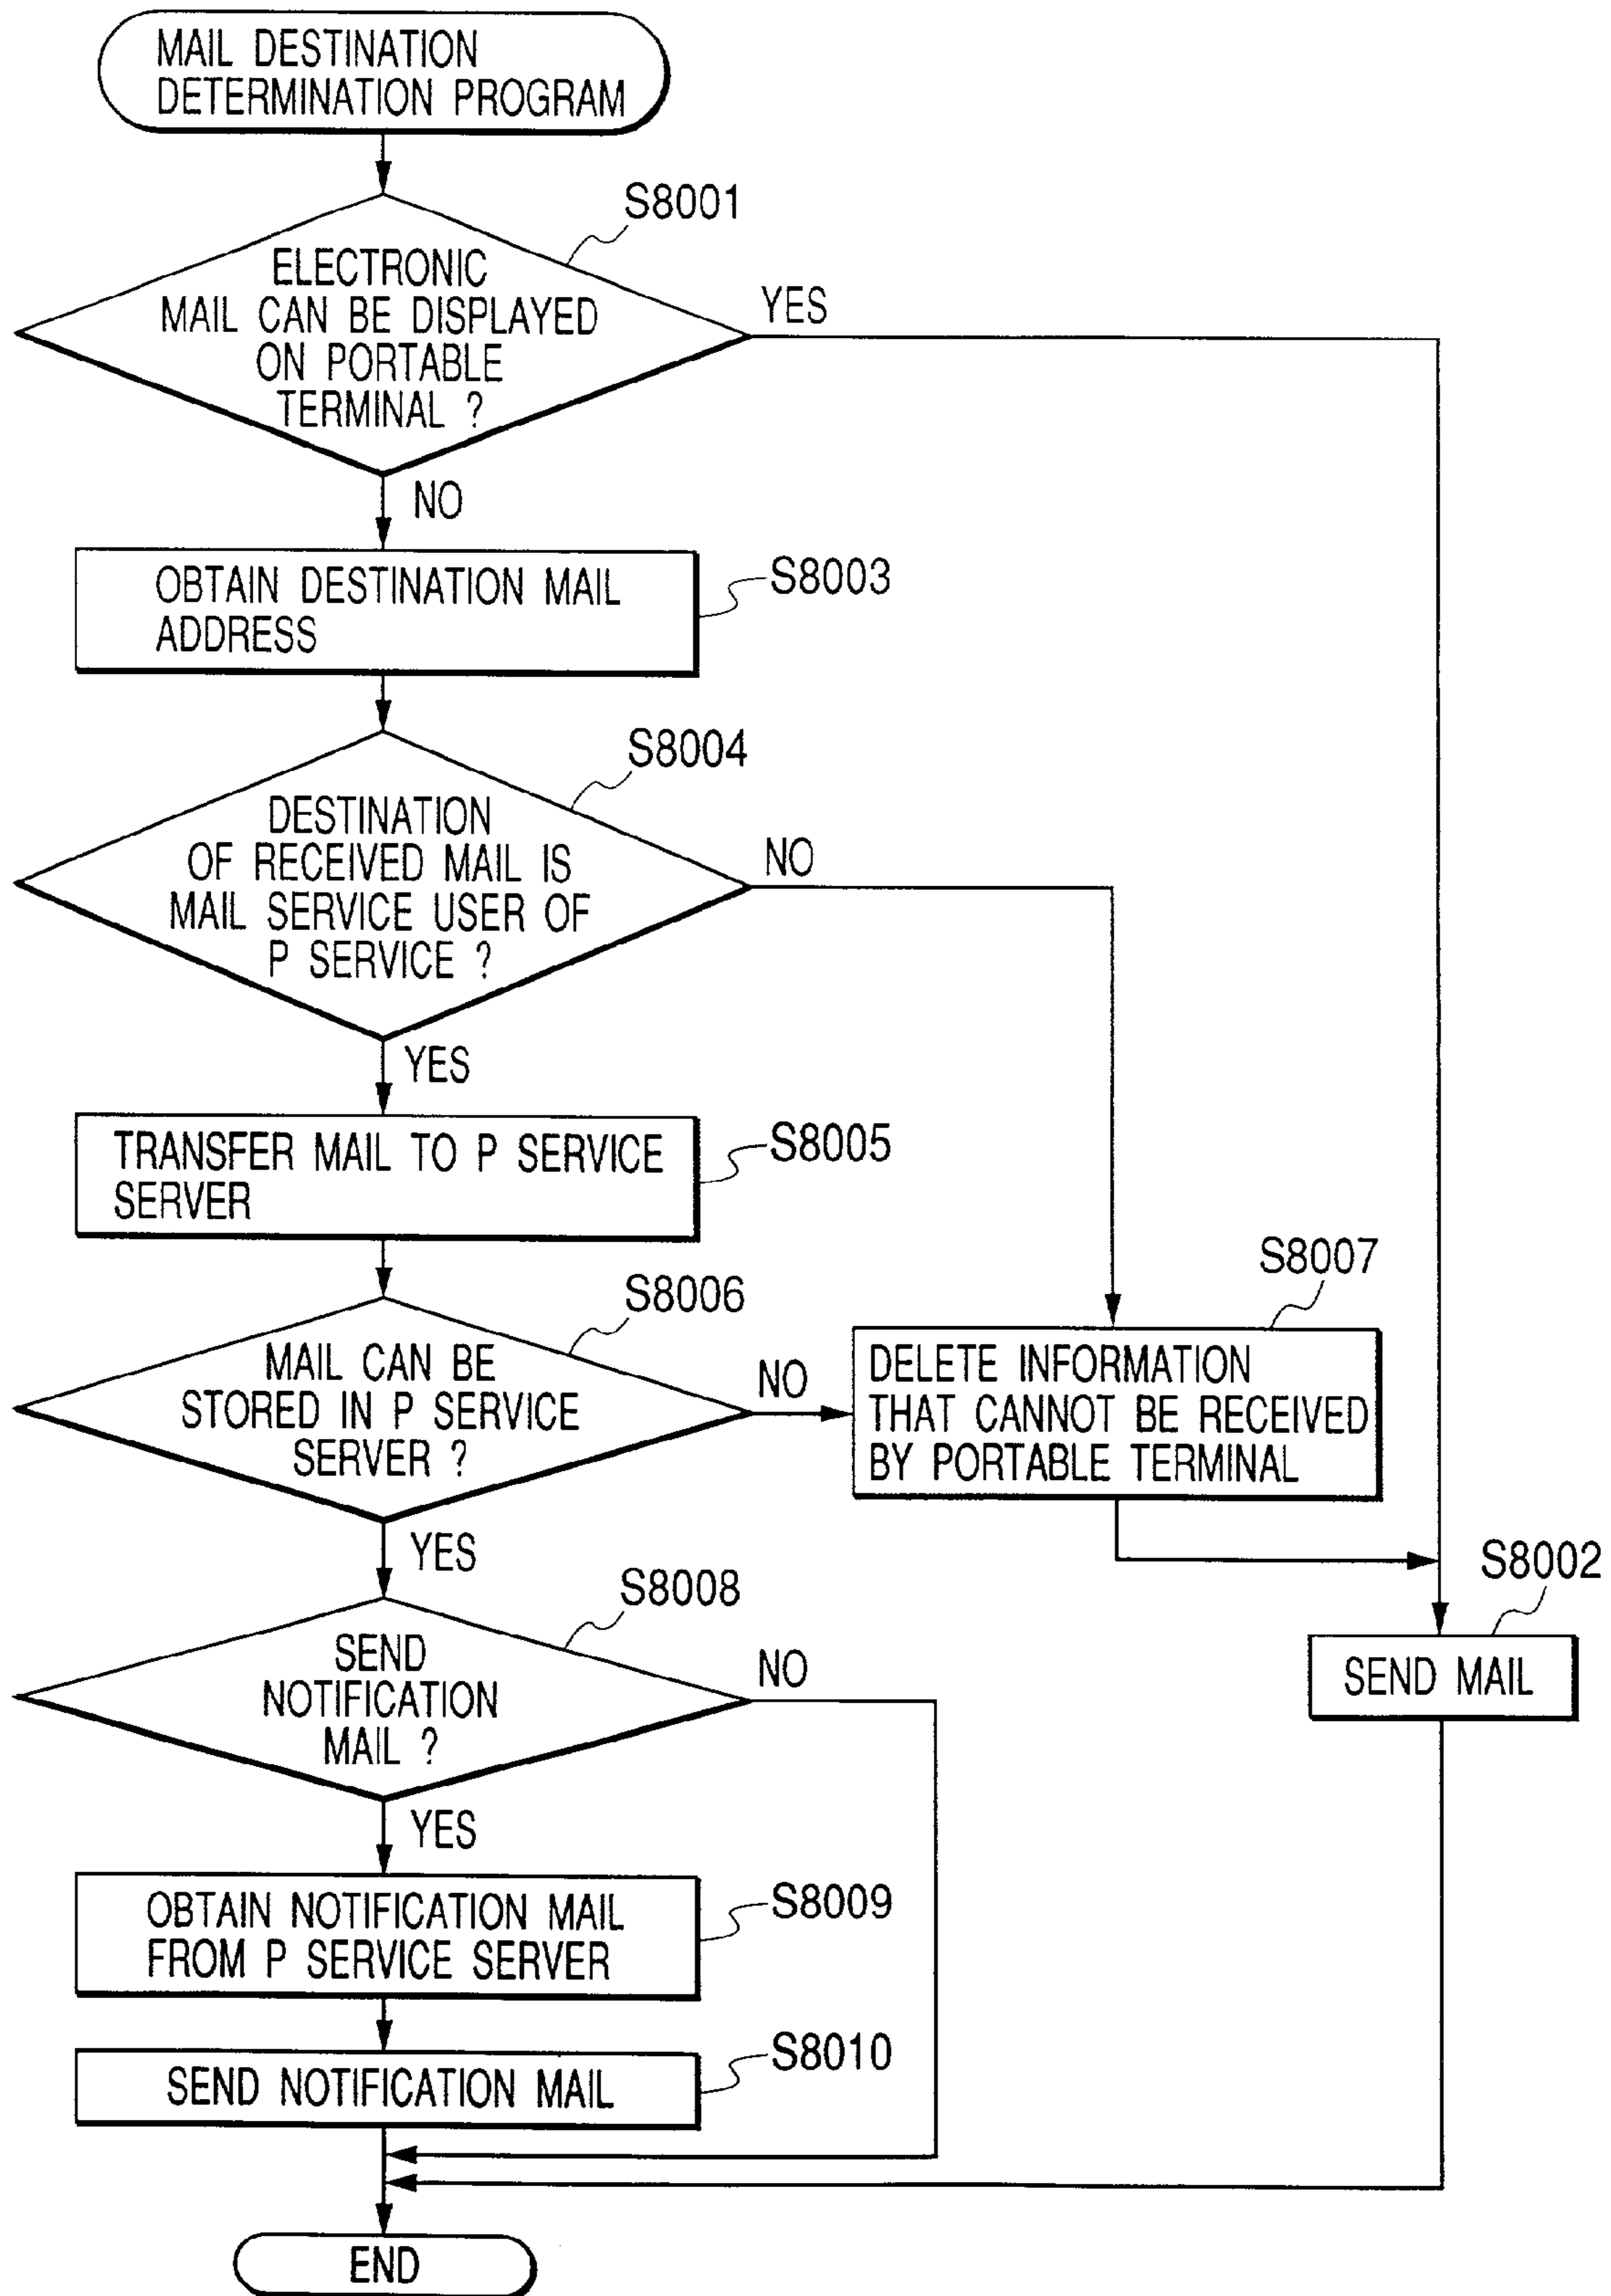 MAIL DESTINATION
DETERMINATION PROGRAM
S8001
ELECTRONIC
MAIL CAN BE DISPLAYED
ON PORTABLE
TERMINAL ?
YES
NO
OBTAIN DESTINATION MAIL
ADDRESS
S8003
S8004
DESTINATION
OF RECEIVED MAIL IS
MAIL SERVICE USER OF
P SERVICE ?
NO
YES
TRANSFER MAIL TO P SERVICE
SERVER
S8005
S8006
MAIL CAN BE
STORED IN P SERVICE
SERVER ?
NO
YES
S8007
DELETE INFORMATION
THAT CANNOT BE RECEIVED
BY PORTABLE TERMINAL
S8002
SEND MAIL
S8008
SEND
NOTIFICATION
MAIL ?
NO
YES
OBTAIN NOTIFICATION MAIL
FROM P SERVICE SERVER
S8009
SEND NOTIFICATION MAIL
S8010
END